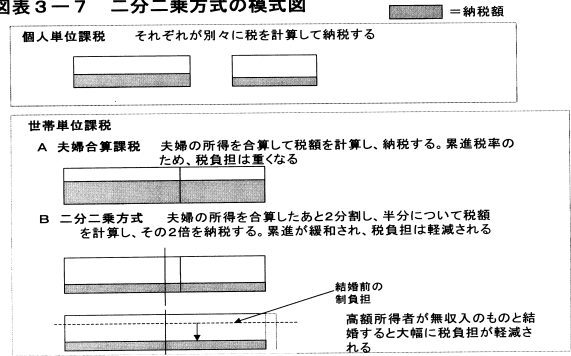 図表3－7　二分二乗方式の模式図
＝納税額
個人単位課税　それぞれが別々に税を計算して納税する
世帯単位課税
A　夫婦合算課税　夫婦の所得を合算して税額を計算し、納税する。累進税率の
ため、税負担は重くなる
B　二分二乗方式　夫婦の所得を合算したあと2分割し、半分について税額
を計算し、その2倍を納税する。累進が緩和され、税負担は軽減される
結婚前の
制負担
高額所得者が無収入のものと結
婚すると大幅に税負担が軽減さ
れる